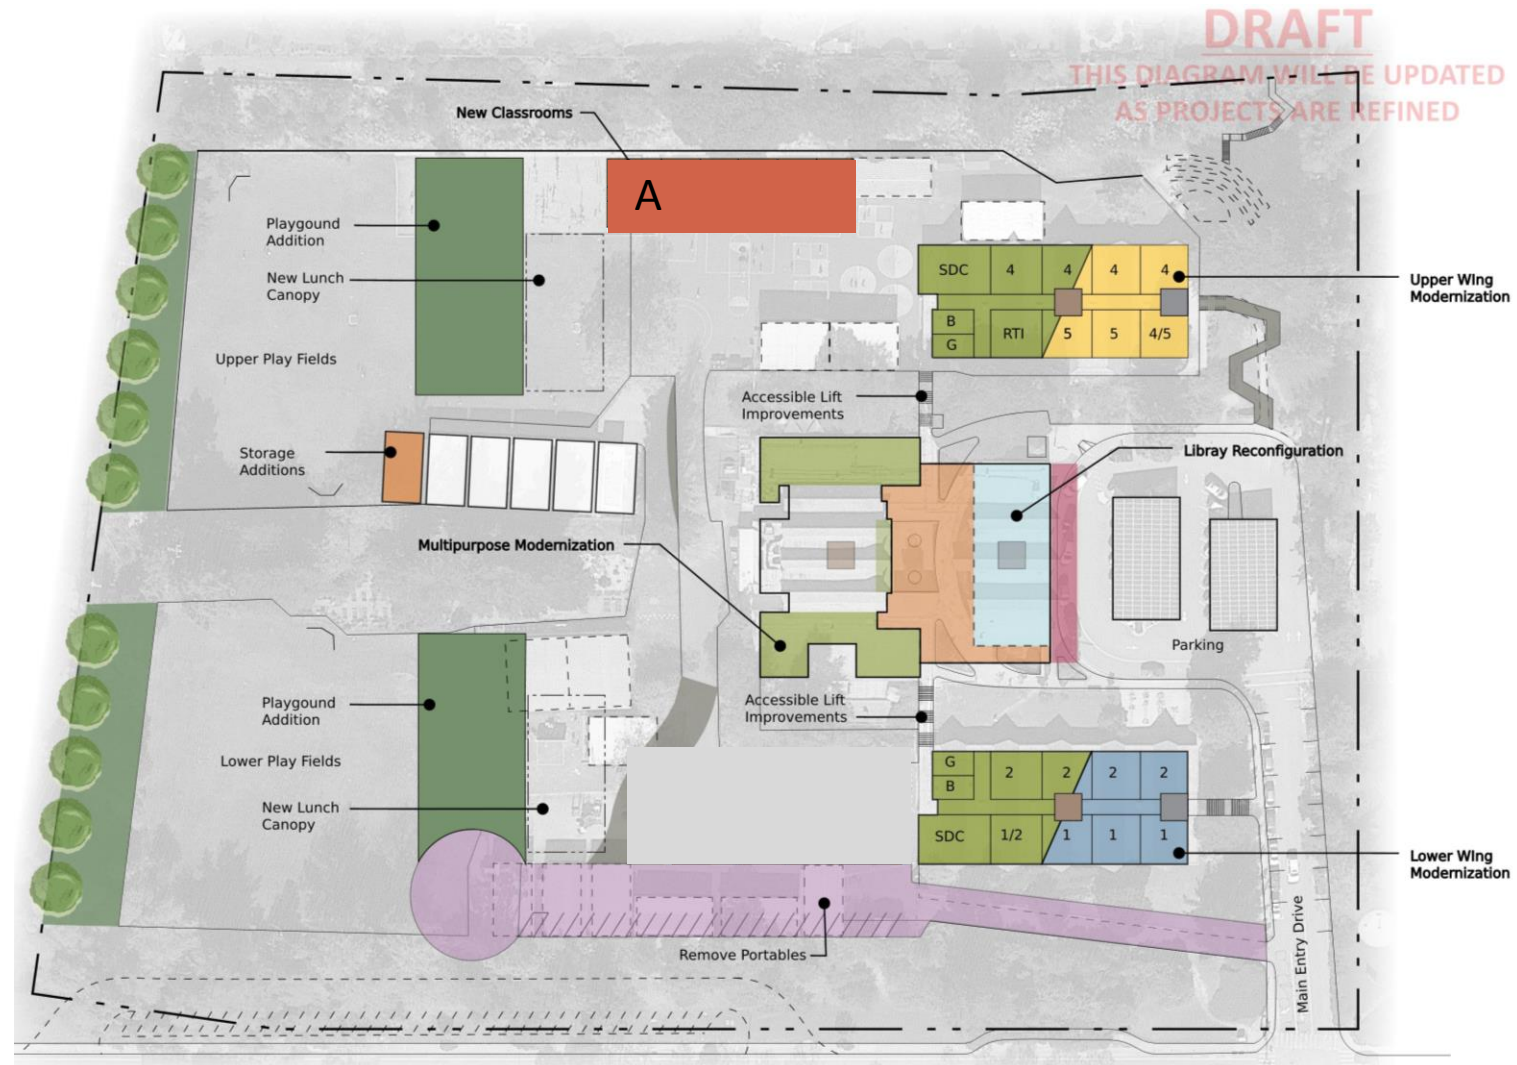 DRAFT
THIS DIAGRAM WILL BE UPDATED
AS PROJECTS ARE REFINED
New Classrooms
A
Playgound
Addition
New Lunch
Canopy
Upper Play Fields
SDC
4
4
4
4
B
G
RTI
5
5
4/5
Upper WIng
Modernization
Accessible Lift
Improvements
Storage
Additions
Libray Reconfiguration
Multipurpose Modernization
Parking
Playgound
Addition
Accessible Lift
Improvements
Lower Play Fields
New Lunch
Canopy
G
B
2
2
2
2
SDC
1/2
1
1
1
Lower WIng
Modernization
Remove Portables
Main Entry Drive